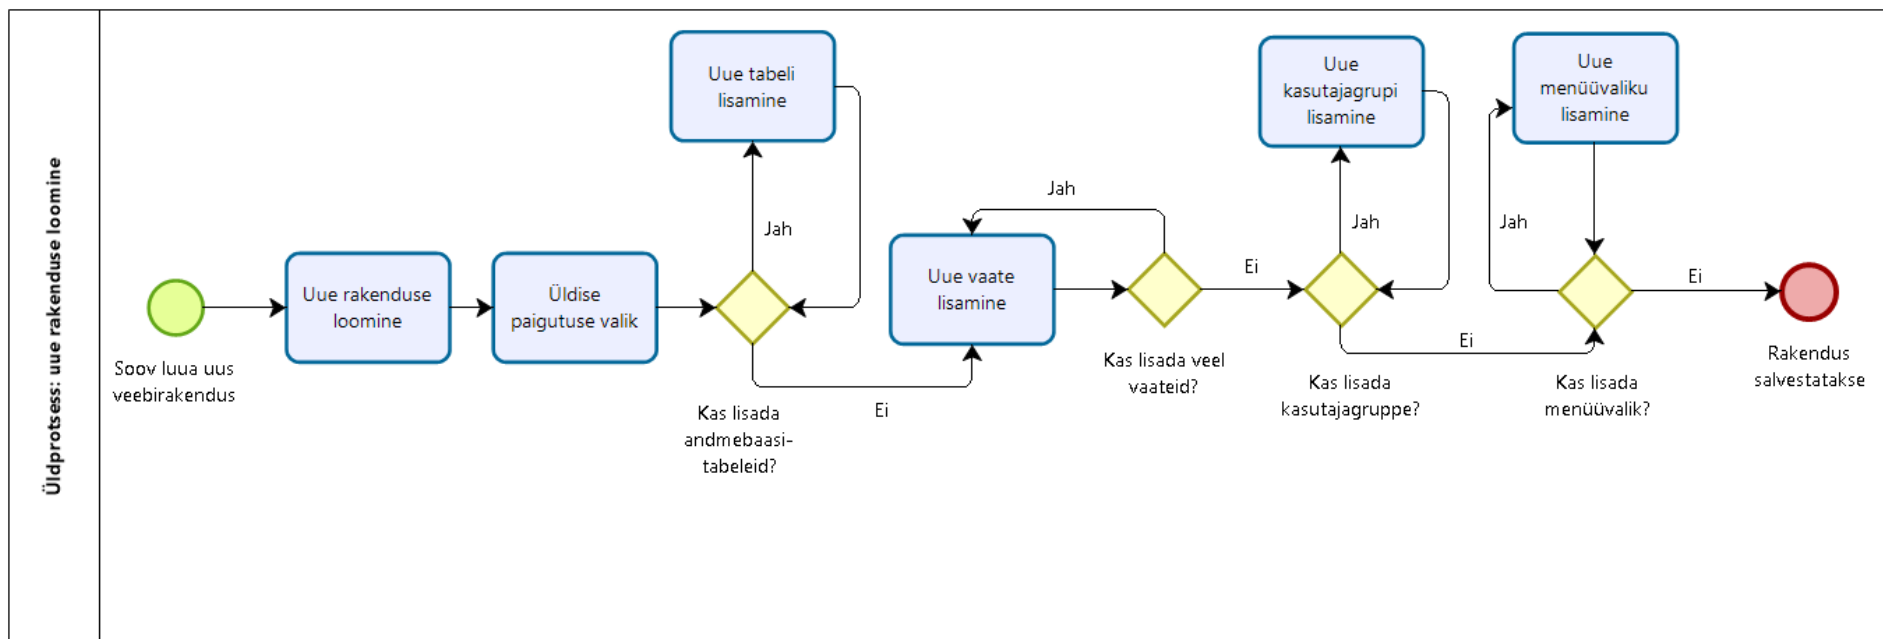 Üldprotsess: uue rakenduse loomine
Soov luua uus
veebirakendus
Uue rakenduse
loomine
Üldise
paigutuse valik
Uue tabeli
lisamine
Jah
Kas lisada
andmebaasi-
tabeleid?
Ei
Uue vaate
lisamine
Jah
Kas lisada veel
vaateid?
Ei
Uue
kasutajagrupi
lisamine
Jah
Kas lisada
kasutajagruppe?
Ei
Uue
menüüvaliku
lisamine
Jah
Kas lisada
menüüvalik?
Ei
Rakendus
salvestatakse